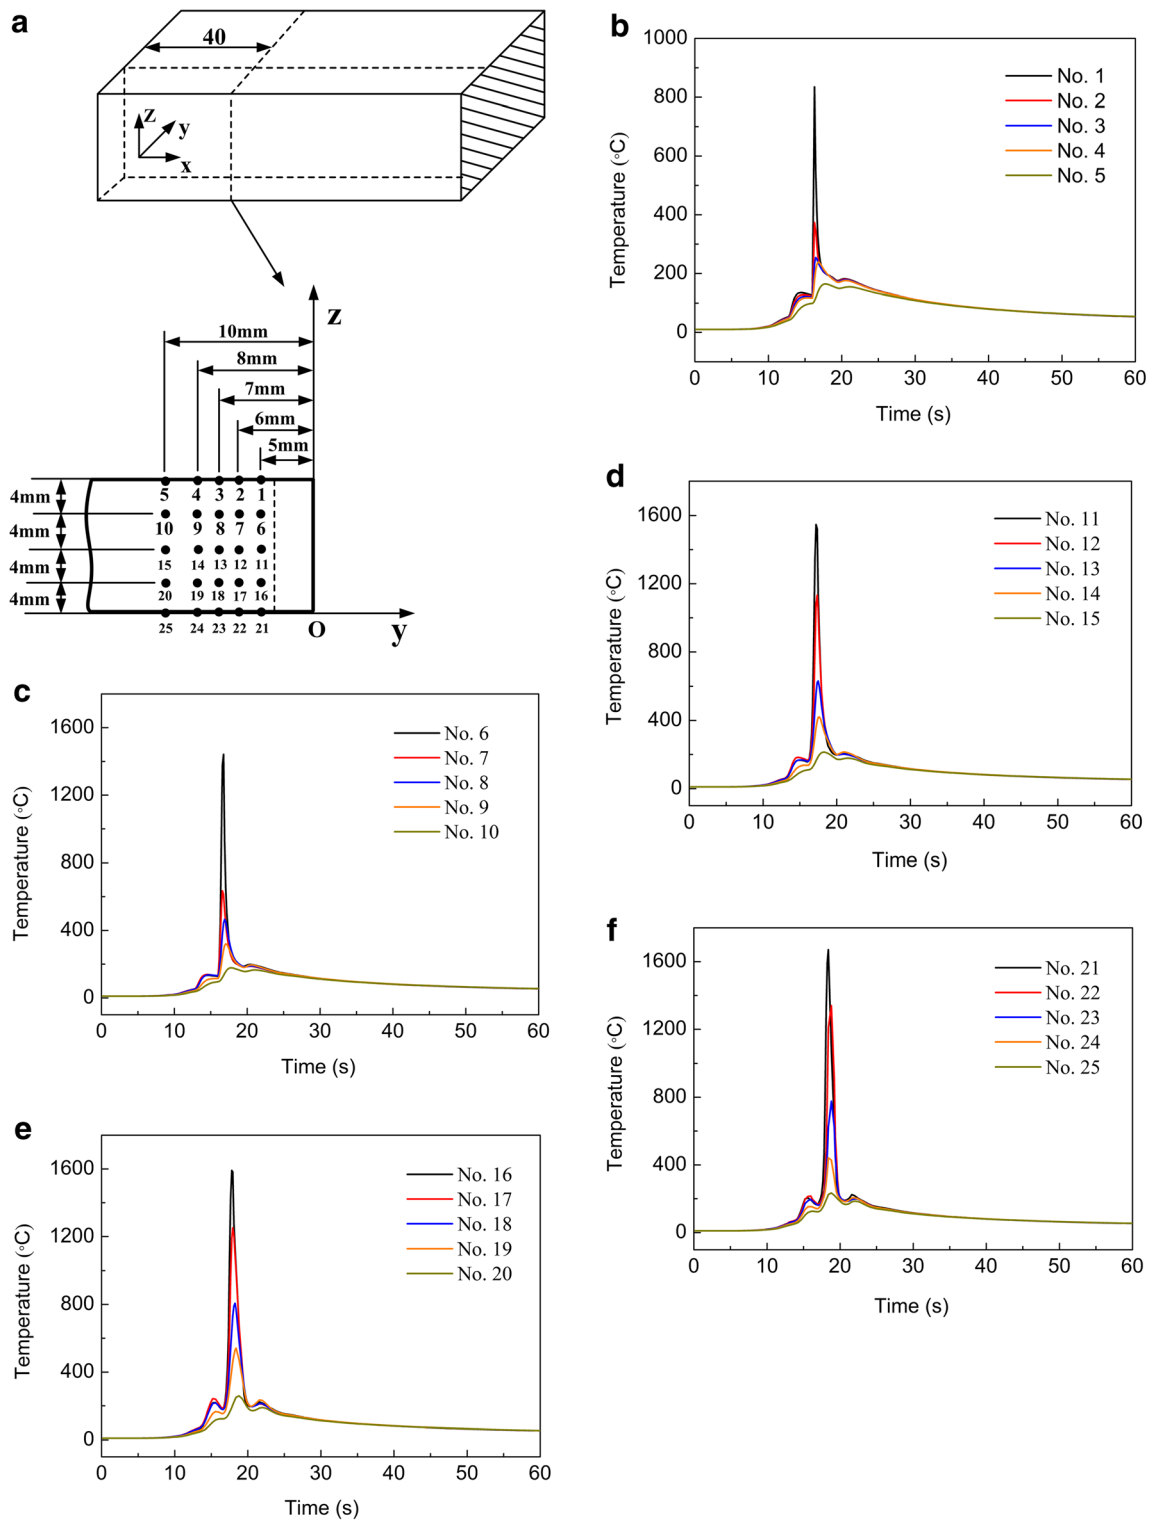 a
40
z
y
x
z
10mm
8mm
7mm
6mm
5mm
4mm
4mm
4mm
4mm
5 4 3 2 1
10 9 8 7 6
15 14 13 12 11
20 19 18 17 16
25 24 23 22 21
O
y
b
Temperature (°C)
1000
800
600
400
200
0
No. 1
No. 2
No. 3
No. 4
No. 5
0 10 20 30 40 50 60
Time (s)
c
Temperature (°C)
1600
1200
800
400
0
No. 6
No. 7
No. 8
No. 9
No. 10
0 10 20 30 40 50 60
Time (s)
d
Temperature (°C)
1600
1200
800
400
0
No. 11
No. 12
No. 13
No. 14
No. 15
0 10 20 30 40 50 60
Time (s)
e
Temperature (°C)
1600
1200
800
400
0
No. 16
No. 17
No. 18
No. 19
No. 20
0 10 20 30 40 50 60
Time (s)
f
Temperature (°C)
1600
1200
800
400
0
No. 21
No. 22
No. 23
No. 24
No. 25
0 10 20 30 40 50 60
Time (s)